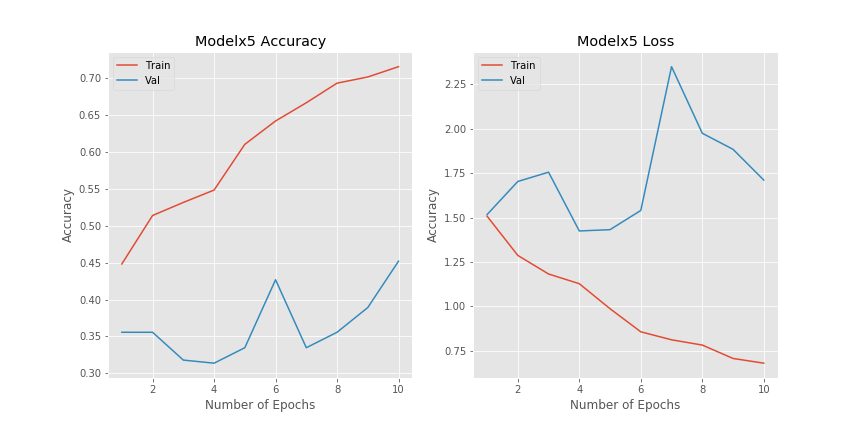 Modelx5 Accuracy
Train
Val
0.70
0.65
0.60
0.55
0.50
0.45
0.40
0.35
0.30
Accuracy
2 4 6 8 10
Number of Epochs
Modelx5 Loss
Train
Val
2.25
2.00
1.75
1.50
1.25
1.00
0.75
Accuracy
2 4 6 8 10
Number of Epochs